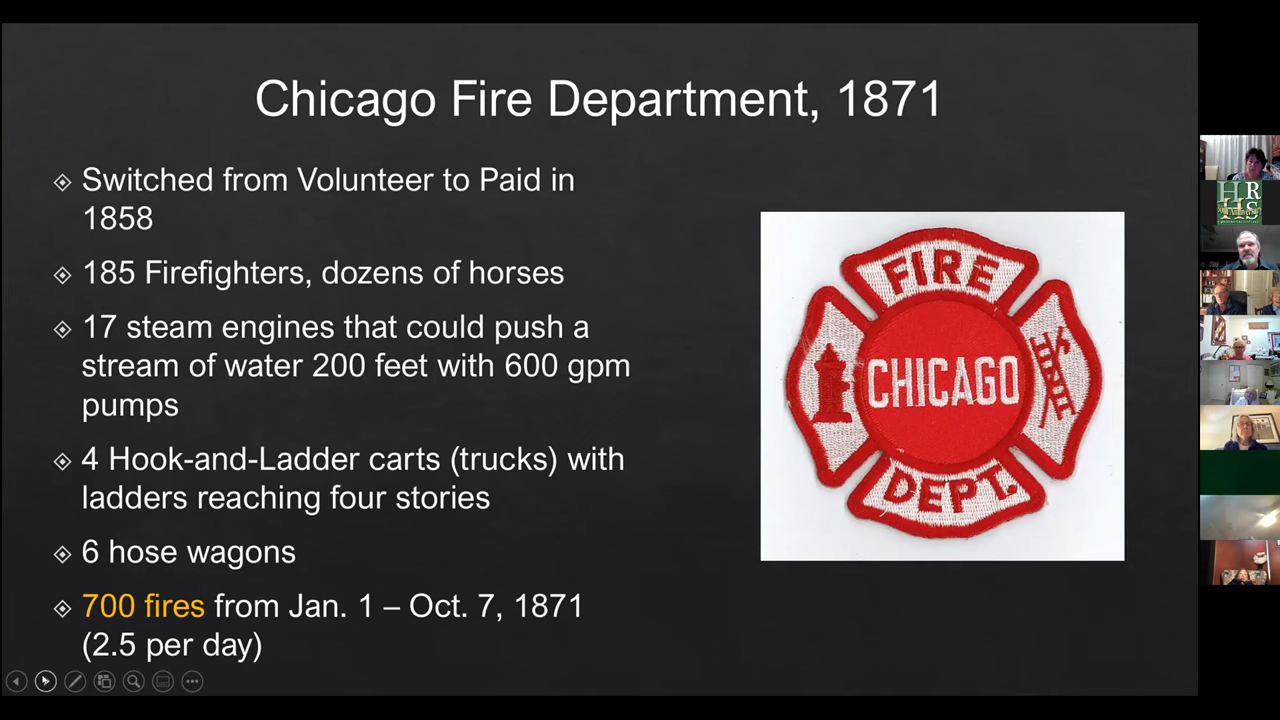 Chicago Fire Department, 1871
Switched from Volunteer to Paid in
1858
185 Firefighters, dozens of horses
17 steam engines that could push a
stream of water 200 feet with 600 gpm
pumps
4 Hook-and-Ladder carts (trucks) with
ladders reaching four stories
6 hose wagons
700 fires from Jan. 1 – Oct. 7, 1871
(2.5 per day)
FIRE
CHICAGO
DEPT.
H R
H S